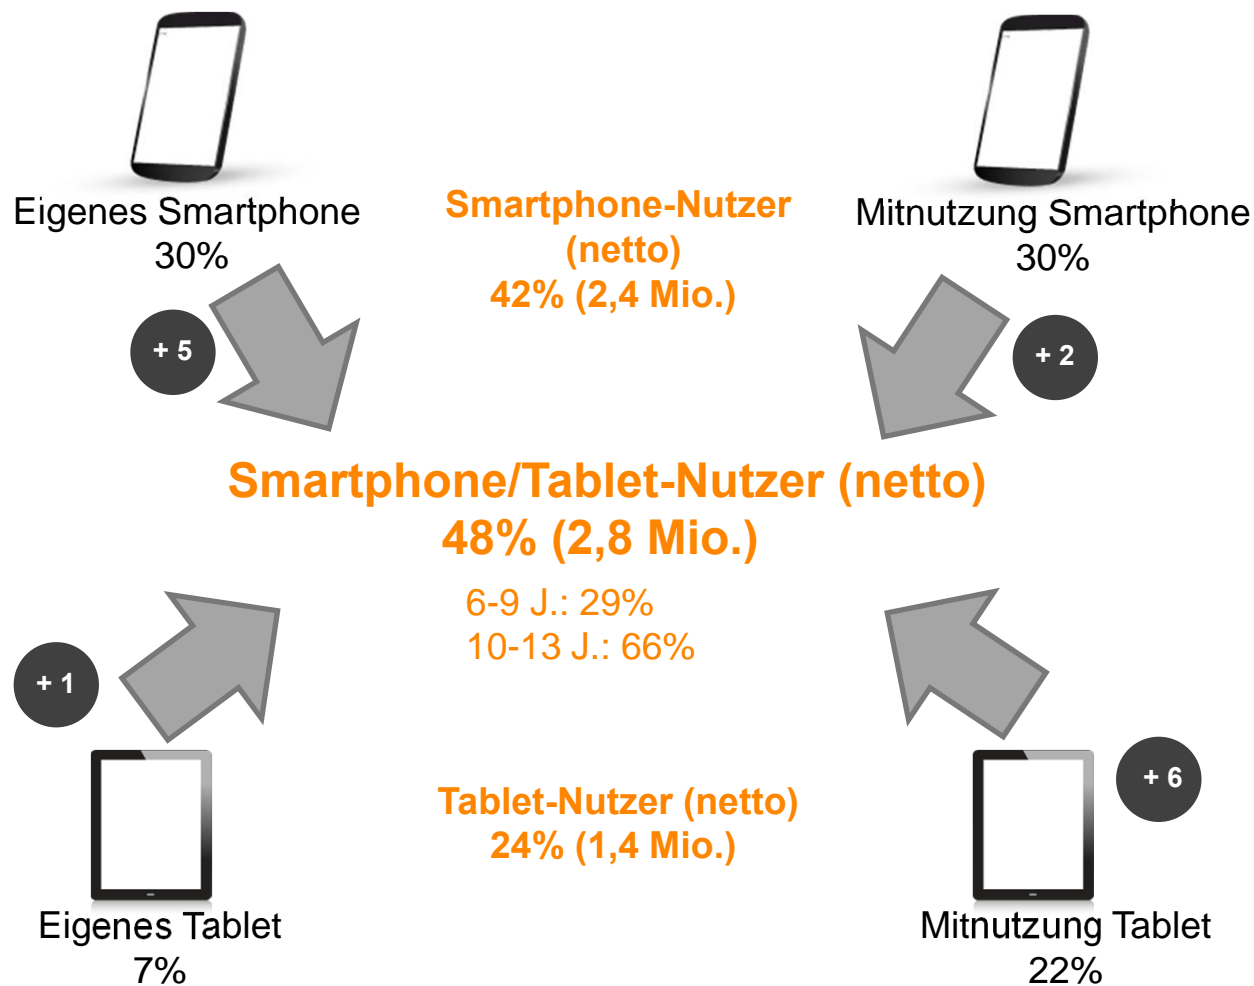 Eigenes Smartphone
30%
Smartphone-Nutzer
(netto)
42% (2,4 Mio.)
Mitnutzung Smartphone
30%
+ 5
+ 2
Smartphone/Tablet-Nutzer (netto)
48% (2,8 Mio.)
6-9 J.: 29%
10-13 J.: 66%
+ 1
+ 6
Tablet-Nutzer (netto)
24% (1,4 Mio.)
Eigenes Tablet
7%
Mitnutzung Tablet
22%